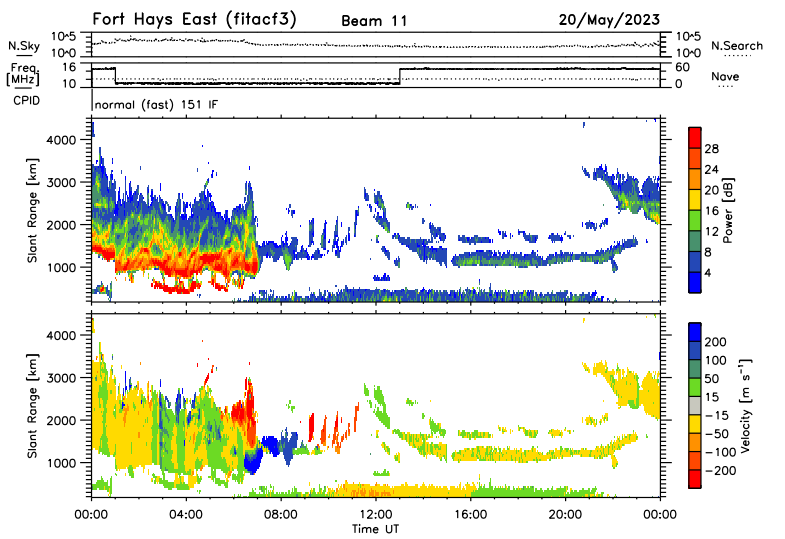 Fort Hays East (fitacf3) Beam 11 20/May/2023
N.Sky 10^5 10^0 10^5 10^0 N.Search
Freq. [MHz] 16 10 60 0 Nave
CPID normal (fast) 151 IF
Slant Range [km] 4000 3000 2000 1000
28 24 20 16 12 8 4 Power [dB]
Slant Range [km] 4000 3000 2000 1000
200 100 50 15 −15 −50 −100 −200 Velocity [m s⁻¹]
00:00 04:00 08:00 12:00 16:00 20:00 00:00
Time UT